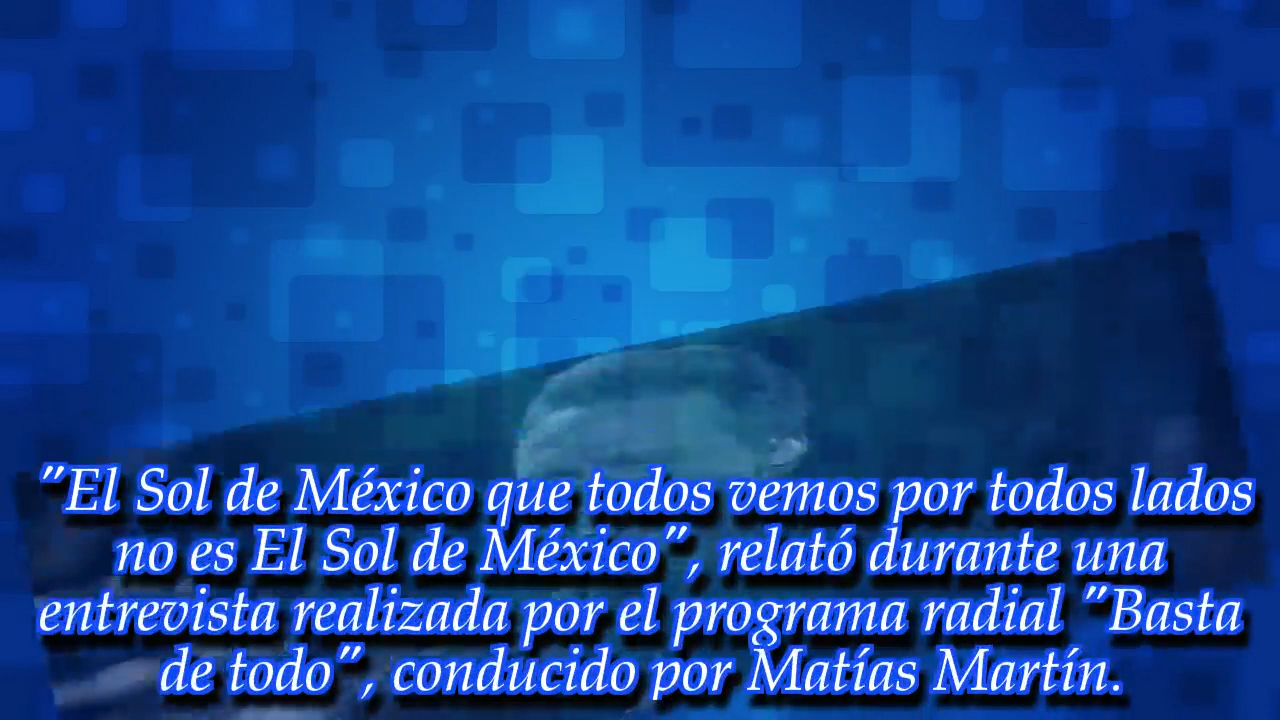 "El Sol de México que todos vemos por todos lados
no es El Sol de México", relató durante una
entrevista realizada por el programa radial "Basta
de todo", conducido por Matías Martín.